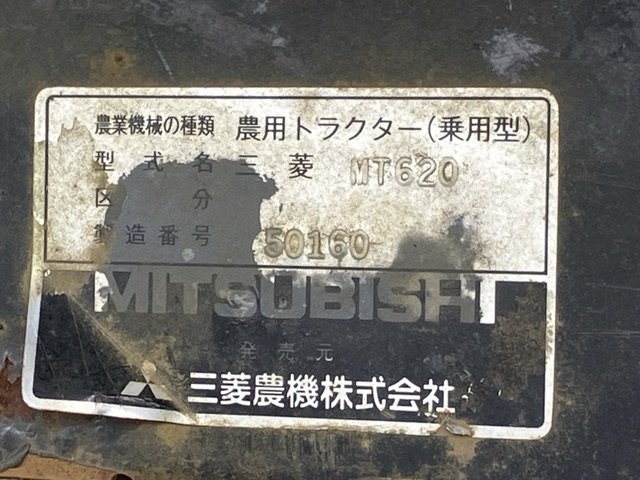 農業機械の種類 農用トラクター(乗用型)
型式名 三菱 MT620
区分
製造番号 50160
MITSUBISHI
発売元
三菱農機株式会社